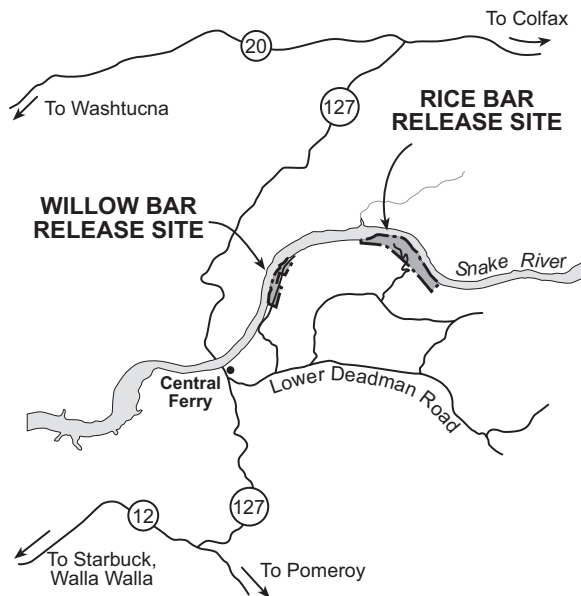 To Colfax
20
To Washtucna
127
RICE BAR
RELEASE SITE
WILLOW BAR
RELEASE SITE
Snake River
Central
Ferry
Lower Deadman Road
127
12
To Starbuck,
Walla Walla
To Pomeroy